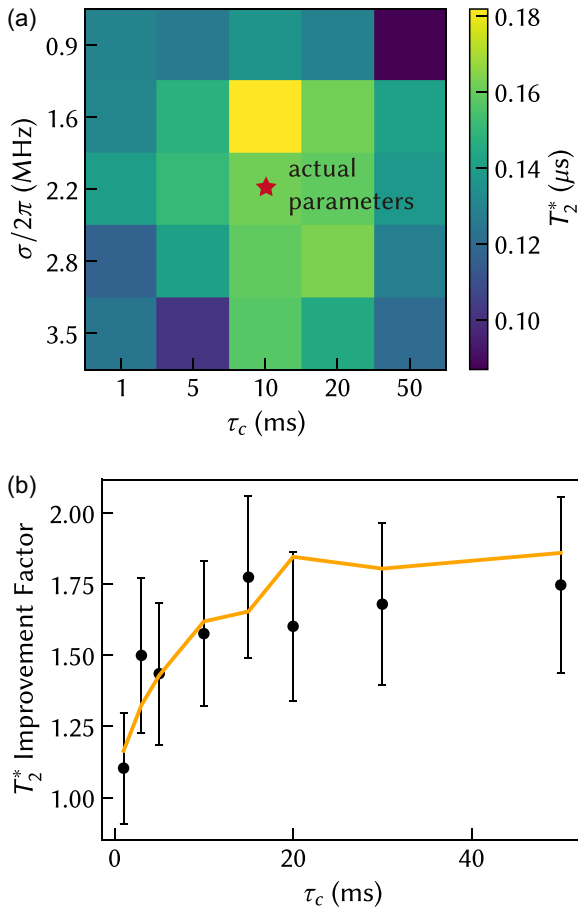 (a)
0.9
1.6
2.2
2.8
3.5
σ/2π (MHz)
actual
parameters
1 5 10 20 50
τc (ms)
0.18
0.16
0.14
0.12
0.10
T2* (μs)
(b)
2.00
1.75
1.50
1.25
1.00
T2* Improvement Factor
0 20 40
τc (ms)